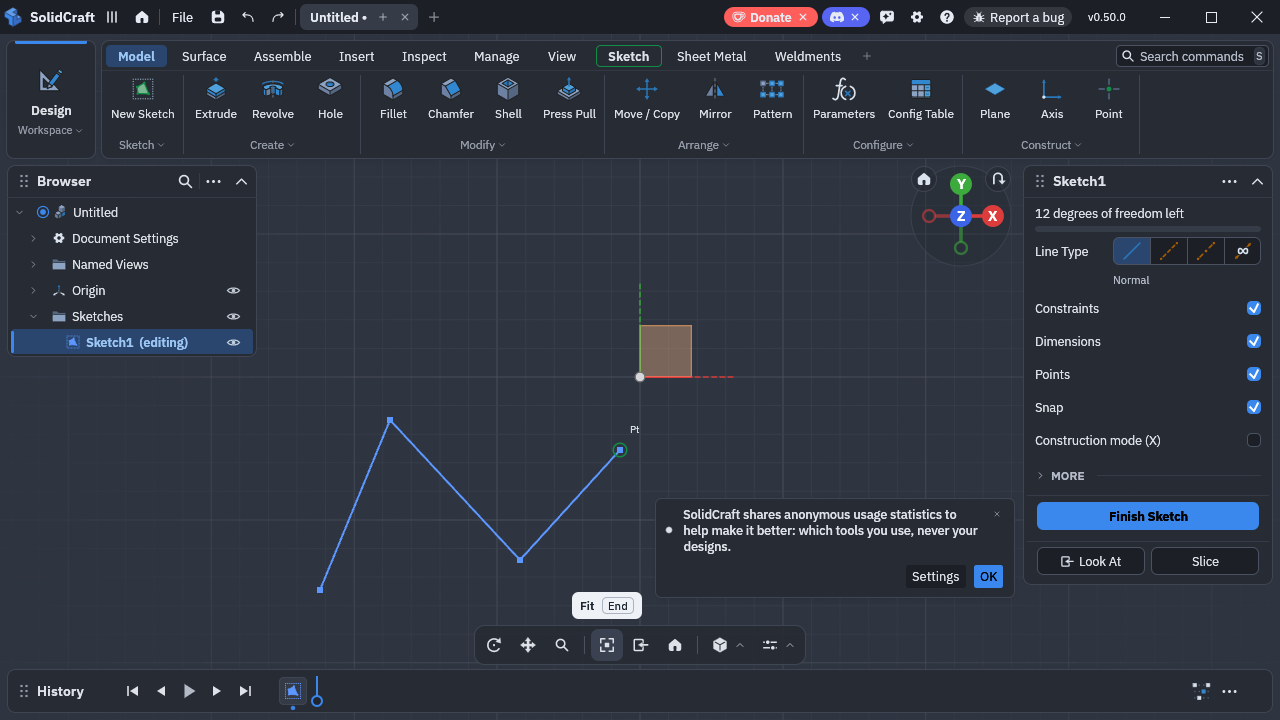 SolidCraft
File
Untitled •
Donate
Report a bug
v0.50.0
Model
Surface
Assemble
Insert
Inspect
Manage
View
Sketch
Sheet Metal
Weldments
Search commands
S
Design
Workspace
New Sketch
Extrude
Revolve
Hole
Fillet
Chamfer
Shell
Press Pull
Move / Copy
Mirror
Pattern
Parameters
Config Table
Plane
Axis
Point
Sketch
Create
Modify
Arrange
Configure
Construct
Browser
Untitled
Document Settings
Named Views
Origin
Sketches
Sketch1 (editing)
Y
Z
X
Pt
Sketch1
12 degrees of freedom left
Line Type
Normal
Constraints
Dimensions
Points
Snap
Construction mode (X)
MORE
Finish Sketch
Look At
Slice
SolidCraft shares anonymous usage statistics to
help make it better: which tools you use, never your
designs.
Settings
OK
Fit
End
History